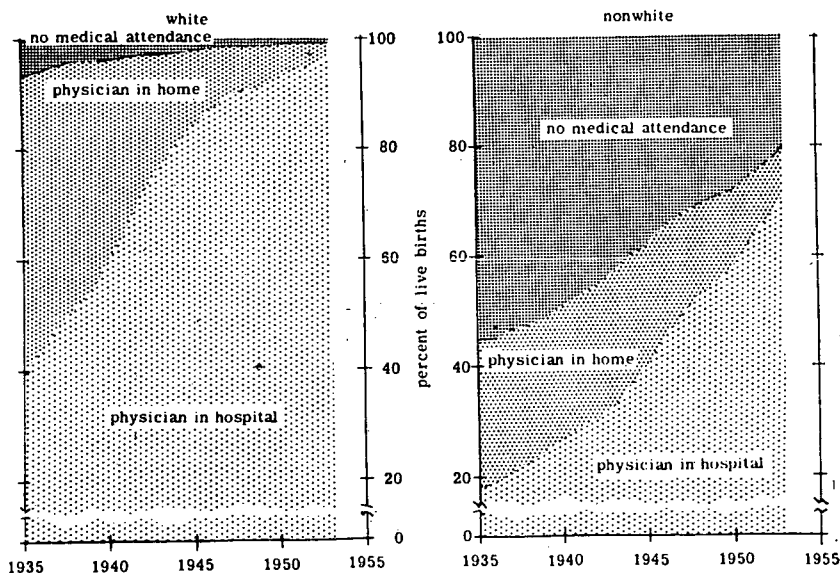 white
no medical attendance
physician in home
physician in hospital
100
80
60
40
20
0
1935 1940 1945 1950 1955
percent of live births
nonwhite
no medical attendance
physician in home
physician in hospital
100
80
60
40
20
0
1935 1940 1945 1950 1955